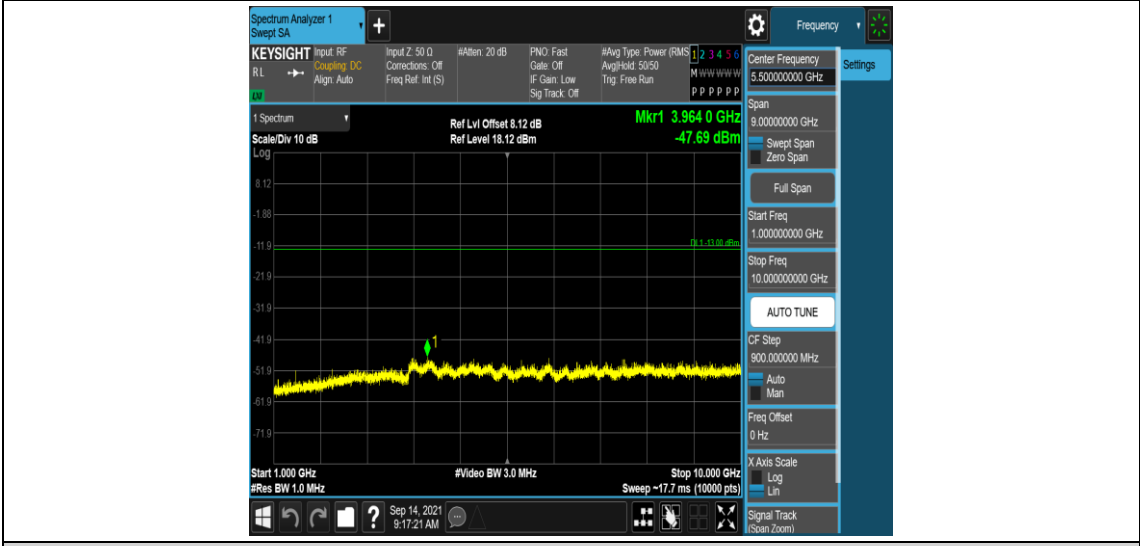 Spectrum Analyzer 1
Swept SA
+
Frequency
KEYSIGHT
RL
LXI
Input: RF
Coupling: DC
Align: Auto
Input Z: 50 Ω
Corrections: Off
Freq Ref: Int (S)
#Atten: 20 dB
PNO: Fast
Gate: Off
IF Gain: Low
Sig Track: Off
#Avg Type: Power (RMS
Avg|Hold: 50/50
Trig: Free Run
1 2 3 4 5 6
M W W W W W
P P P P P P
1 Spectrum
Scale/Div 10 dB
Log
Ref Lvl Offset 8.12 dB
Ref Level 18.12 dBm
Mkr1 3.964 0 GHz
-47.69 dBm
8.12
-1.88
-11.9
-21.9
-31.9
-41.9
-51.9
-61.9
-71.9
DL1 -13.00 dBm
1
Start 1.000 GHz
#Res BW 1.0 MHz
#Video BW 3.0 MHz
Stop 10.000 GHz
Sweep ~17.7 ms (10000 pts)
?
Sep 14, 2021
9:17:21 AM
Center Frequency
5.500000000 GHz
Settings
Span
9.00000000 GHz
Swept Span
Zero Span
Full Span
Start Freq
1.000000000 GHz
Stop Freq
10.000000000 GHz
AUTO TUNE
CF Step
900.000000 MHz
Auto
Man
Freq Offset
0 Hz
X Axis Scale
Log
Lin
Signal Track
(Span Zoom)